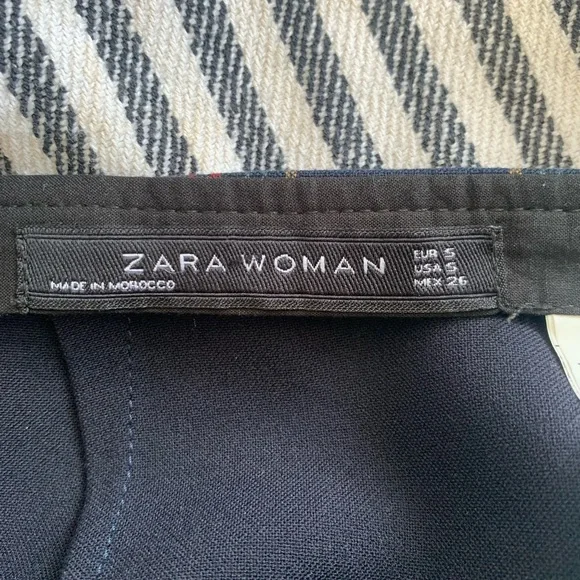 ZARA WOMAN
MADE IN MOROCCO
EUR S
USA S
MEX 26